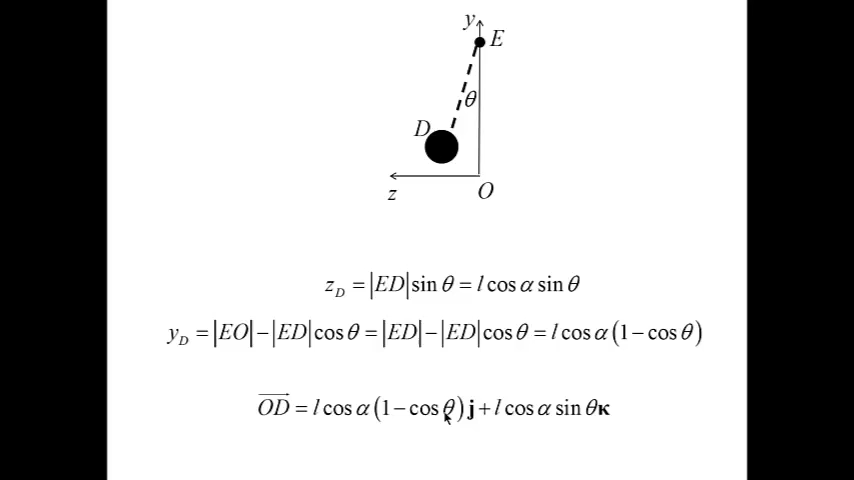 y
E
θ
D
z
O
z_D = |ED| sin θ = l cos α sin θ
y_D = |EO| − |ED| cos θ = |ED| − |ED| cos θ = l cos α (1 − cos θ)
\overrightarrow{OD} = l cos α (1 − cos θ) j + l cos α sin θ κ